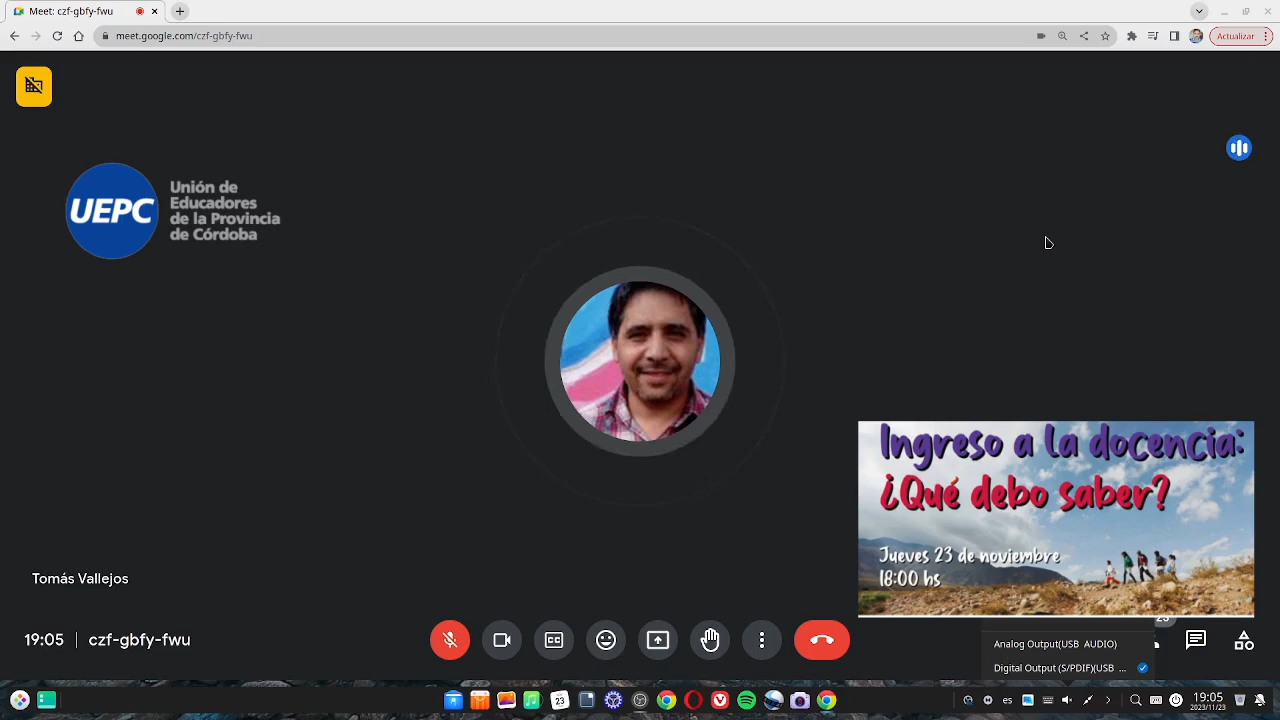 Meet: czf-gbfy-fwu
meet.google.com/czf-gbfy-fwu
Actualizar
UEPC
Unión de
Educadores
de la Provincia
de Córdoba
Ingreso a la docencia:
¿Qué debo saber?
Jueves 23 de noviembre
18:00 hs
Tomás Vallejos
19:05
czf-gbfy-fwu
Analog Output(USB AUDIO)
Digital Output (S/PDIF)(USB ...
23
es
19:05
2023/11/23